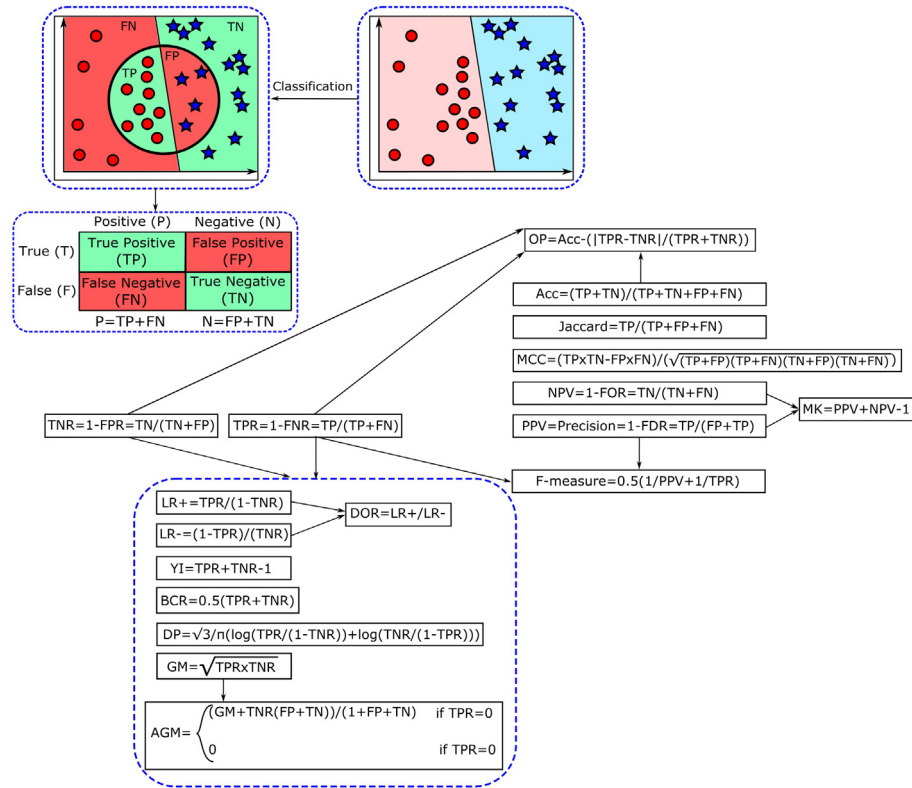 FN
TN
FP
TP
Classification
Positive (P)
Negative (N)
True (T)
True Positive
(TP)
False Positive
(FP)
False (F)
False Negative
(FN)
True Negative
(TN)
P=TP+FN
N=FP+TN
OP=Acc-(|TPR-TNR|/(TPR+TNR))
Acc=(TP+TN)/(TP+TN+FP+FN)
Jaccard=TP/(TP+FP+FN)
MCC=(TPxTN-FPxFN)/(√(TP+FP)(TP+FN)(TN+FP)(TN+FN))
NPV=1-FOR=TN/(TN+FN)
MK=PPV+NPV-1
TNR=1-FPR=TN/(TN+FP)
TPR=1-FNR=TP/(TP+FN)
PPV=Precision=1-FDR=TP/(FP+TP)
F-measure=0.5(1/PPV+1/TPR)
LR+=TPR/(1-TNR)
DOR=LR+/LR-
LR-=(1-TPR)/(TNR)
YI=TPR+TNR-1
BCR=0.5(TPR+TNR)
DP=√3/π(log(TPR/(1-TNR))+log(TNR/(1-TPR)))
GM=√TPRxTNR
AGM=
(GM+TNR(FP+TN))/(1+FP+TN) if TPR=0
0 if TPR=0